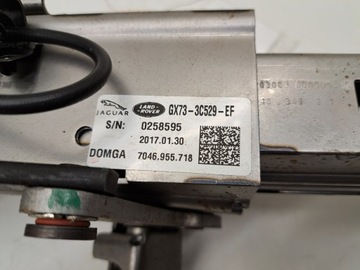 JAGUAR LAND ROVER GX73-3C529-EF
S/N: 0258595
2017.01.30
DOMGA 7046.955.718